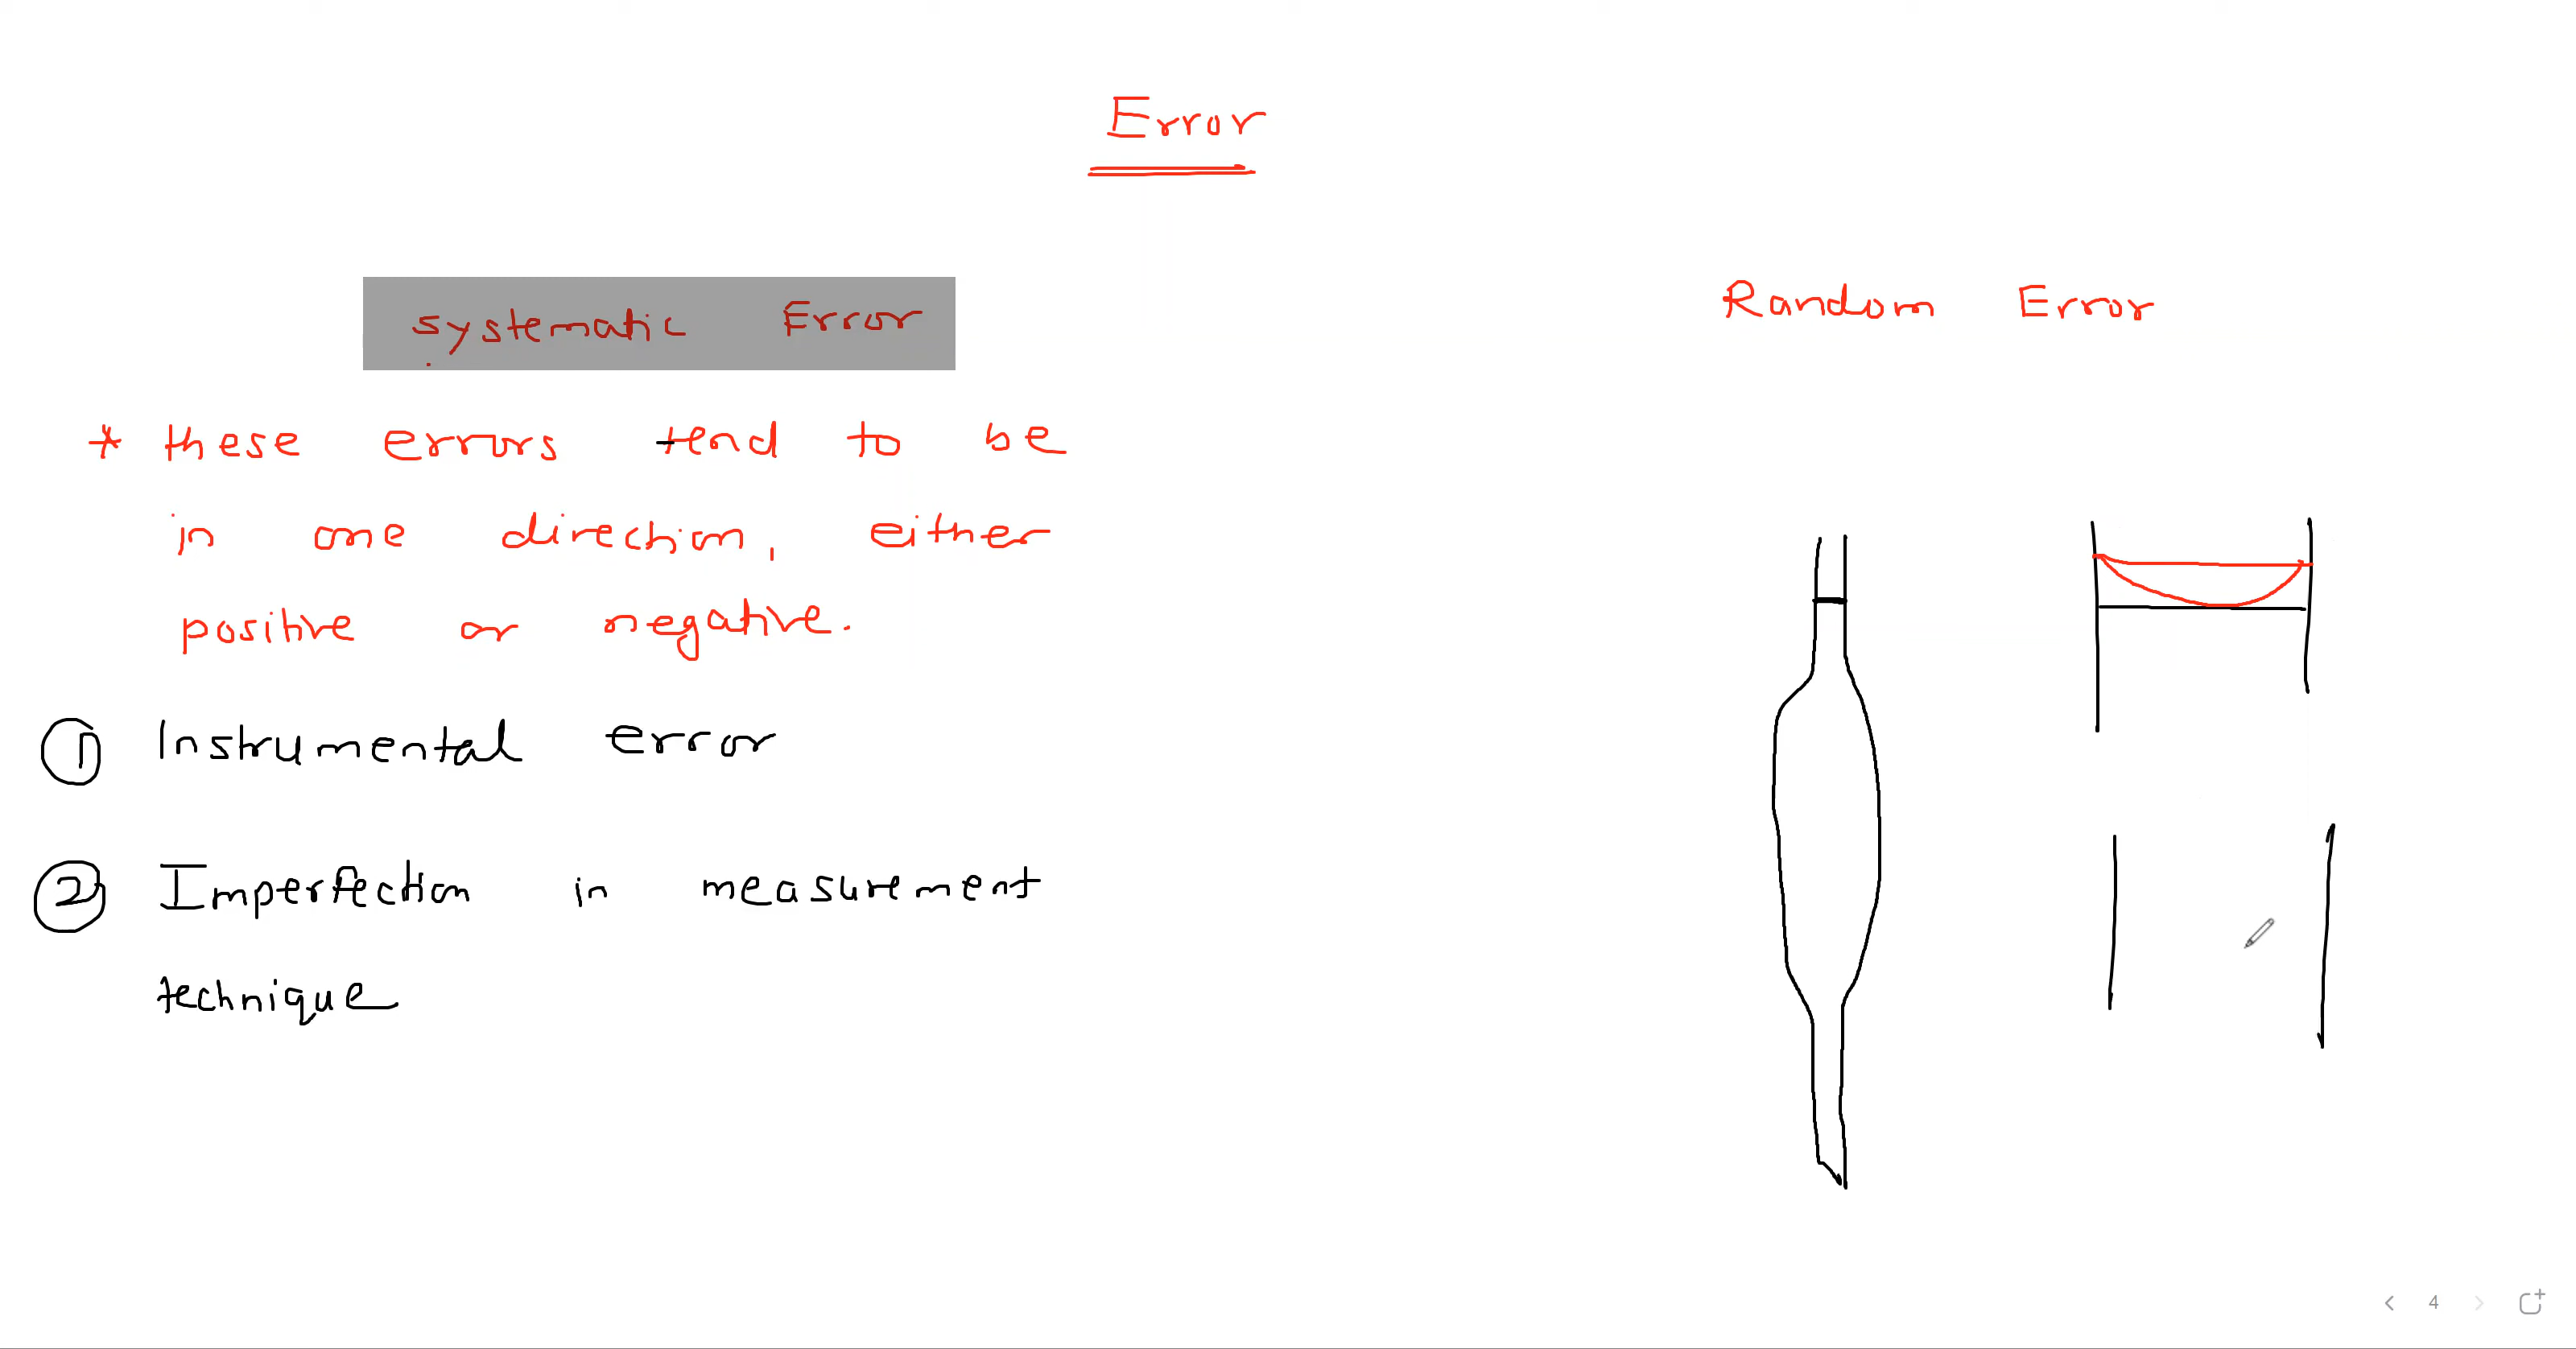 Error
systematic Error
Random Error
* these errors tend to be
in one direction, either
positive or negative.
① Instrumental error
② Imperfection in measurement
technique
4